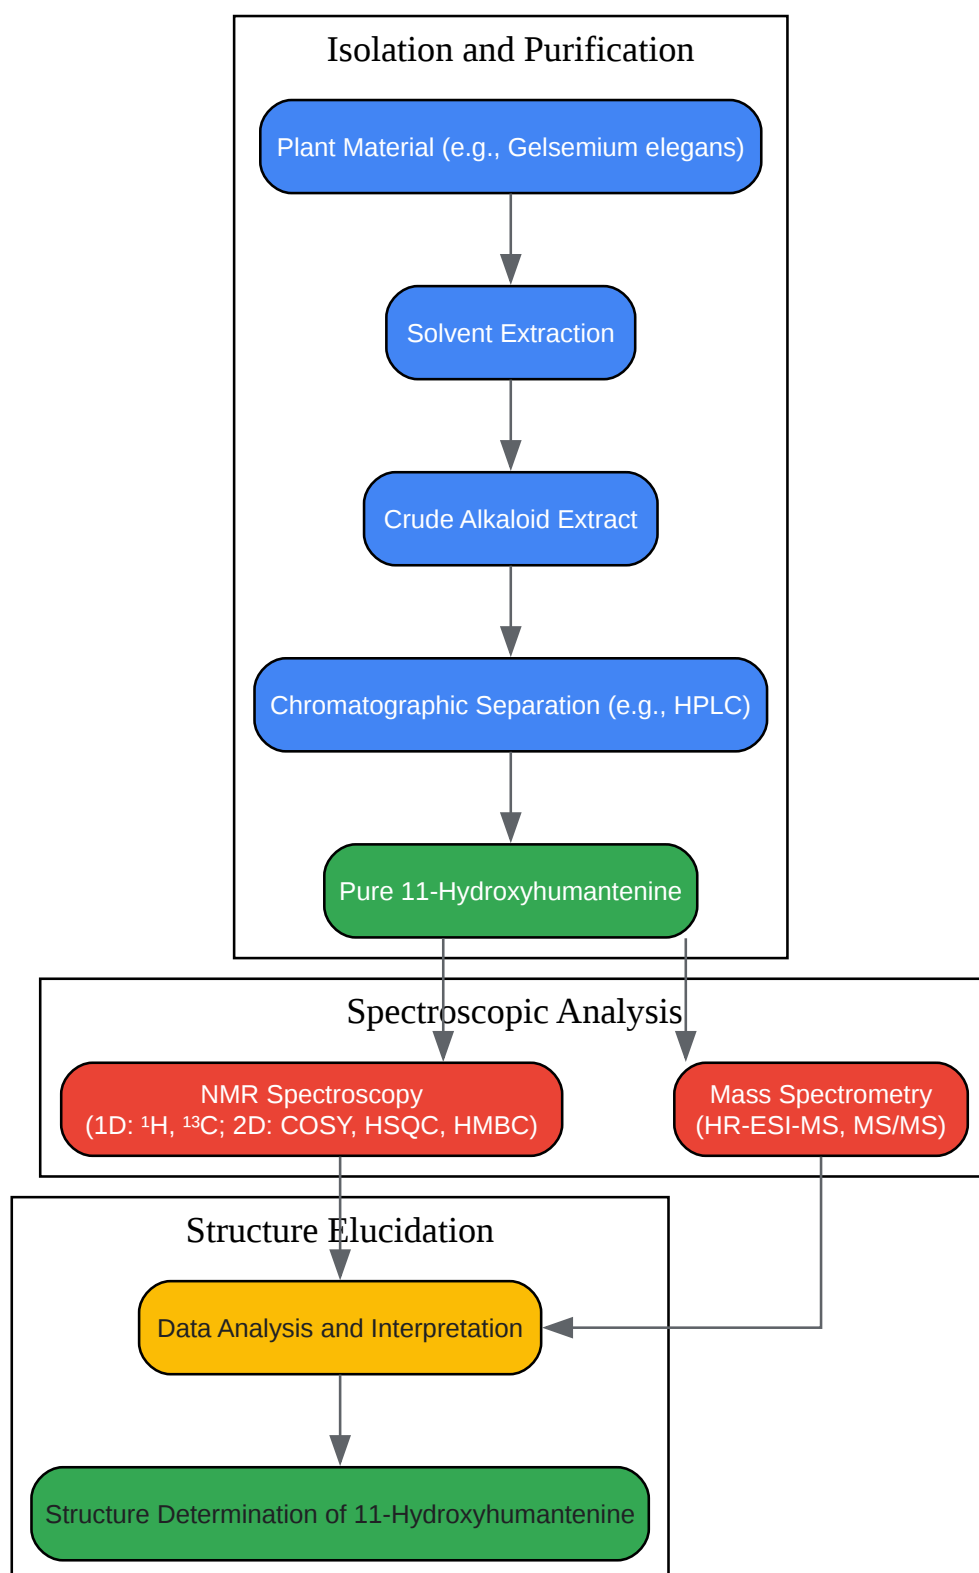 Isolation and Purification
Plant Material (e.g., Gelsemium elegans)
Solvent Extraction
Crude Alkaloid Extract
Chromatographic Separation (e.g., HPLC)
Pure 11-Hydroxyhumantenine
Spectroscopic Analysis
NMR Spectroscopy
(1D: ¹H, ¹³C; 2D: COSY, HSQC, HMBC)
Mass Spectrometry
(HR-ESI-MS, MS/MS)
Structure Elucidation
Data Analysis and Interpretation
Structure Determination of 11-Hydroxyhumantenine